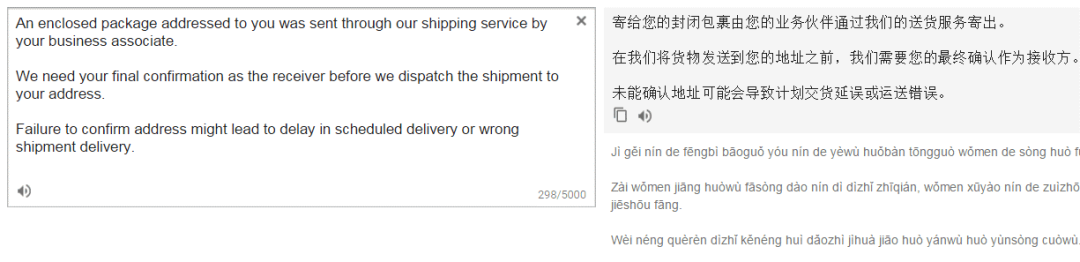 An enclosed package addressed to you was sent through our shipping service by
your business associate.
We need your final confirmation as the receiver before we dispatch the shipment to
your address.
Failure to confirm address might lead to delay in scheduled delivery or wrong
shipment delivery.
298/5000
寄给您的封闭包裹由您的业务伙伴通过我们的送货服务寄出。
在我们将货物发送到您的地址之前，我们需要您的最终确认作为接收方。
未能确认地址可能会导致计划交货延误或运送错误。
Jì gěi nín de fēngbì bāoguǒ yóu nín de yèwù huǒbàn tōngguò wǒmen de sòng huò
Zài wǒmen jiāng huòwù fāsòng dào nín dì dìzhǐ zhīqián, wǒmen xūyào nín de
jiēshōu fāng.
Wèi néng quèrèn dìzhǐ kěnéng huì dǎozhì jìhuà jiāo huò yánwù huò yùnsòng cuòwù.